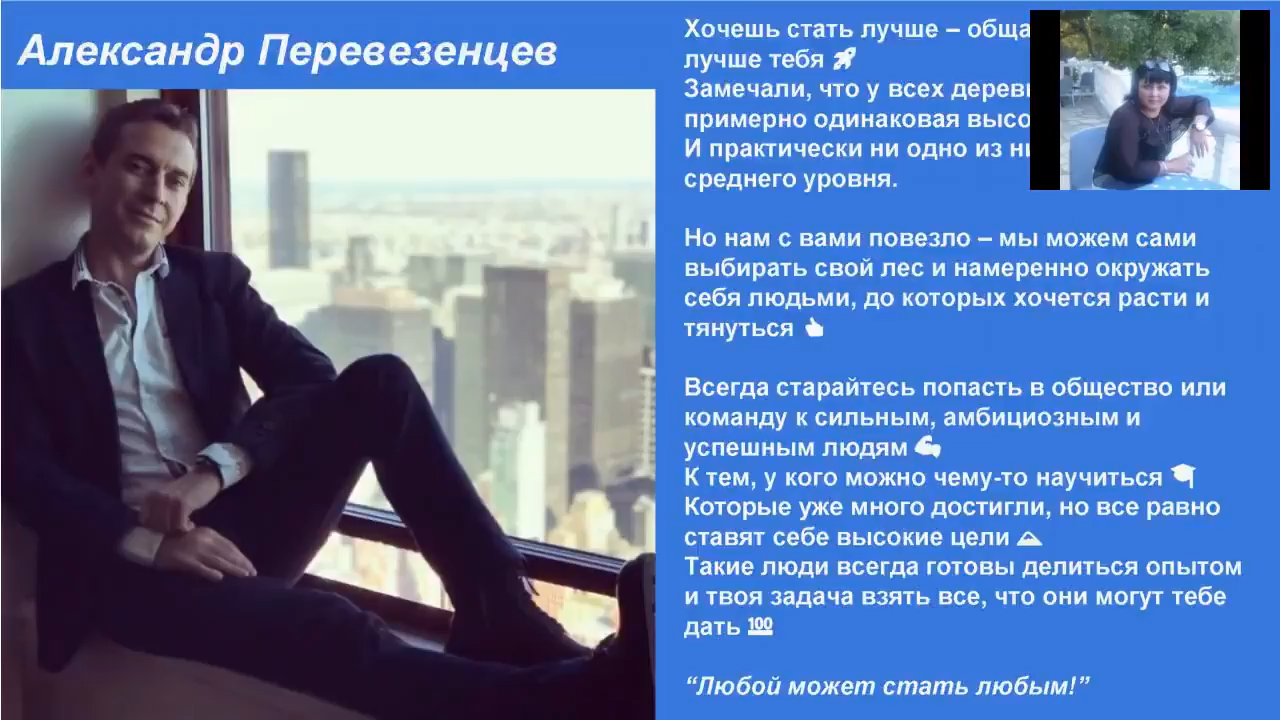 Александр Перевезенцев
Хочешь стать лучше – обща
лучше тебя 🚀
Замечали, что у всех дерев
примерно одинаковая высо
И практически ни одно из н
среднего уровня.
Но нам с вами повезло – мы можем сами
выбирать свой лес и намеренно окружать
себя людьми, до которых хочется расти и
тянуться 👍
Всегда старайтесь попасть в общество или
команду к сильным, амбициозным и
успешным людям 💪
К тем, у кого можно чему-то научиться 🎓
Которые уже много достигли, но все равно
ставят себе высокие цели 🏔
Такие люди всегда готовы делиться опытом
и твоя задача взять все, что они могут тебе
дать 💯
“Любой может стать любым!”